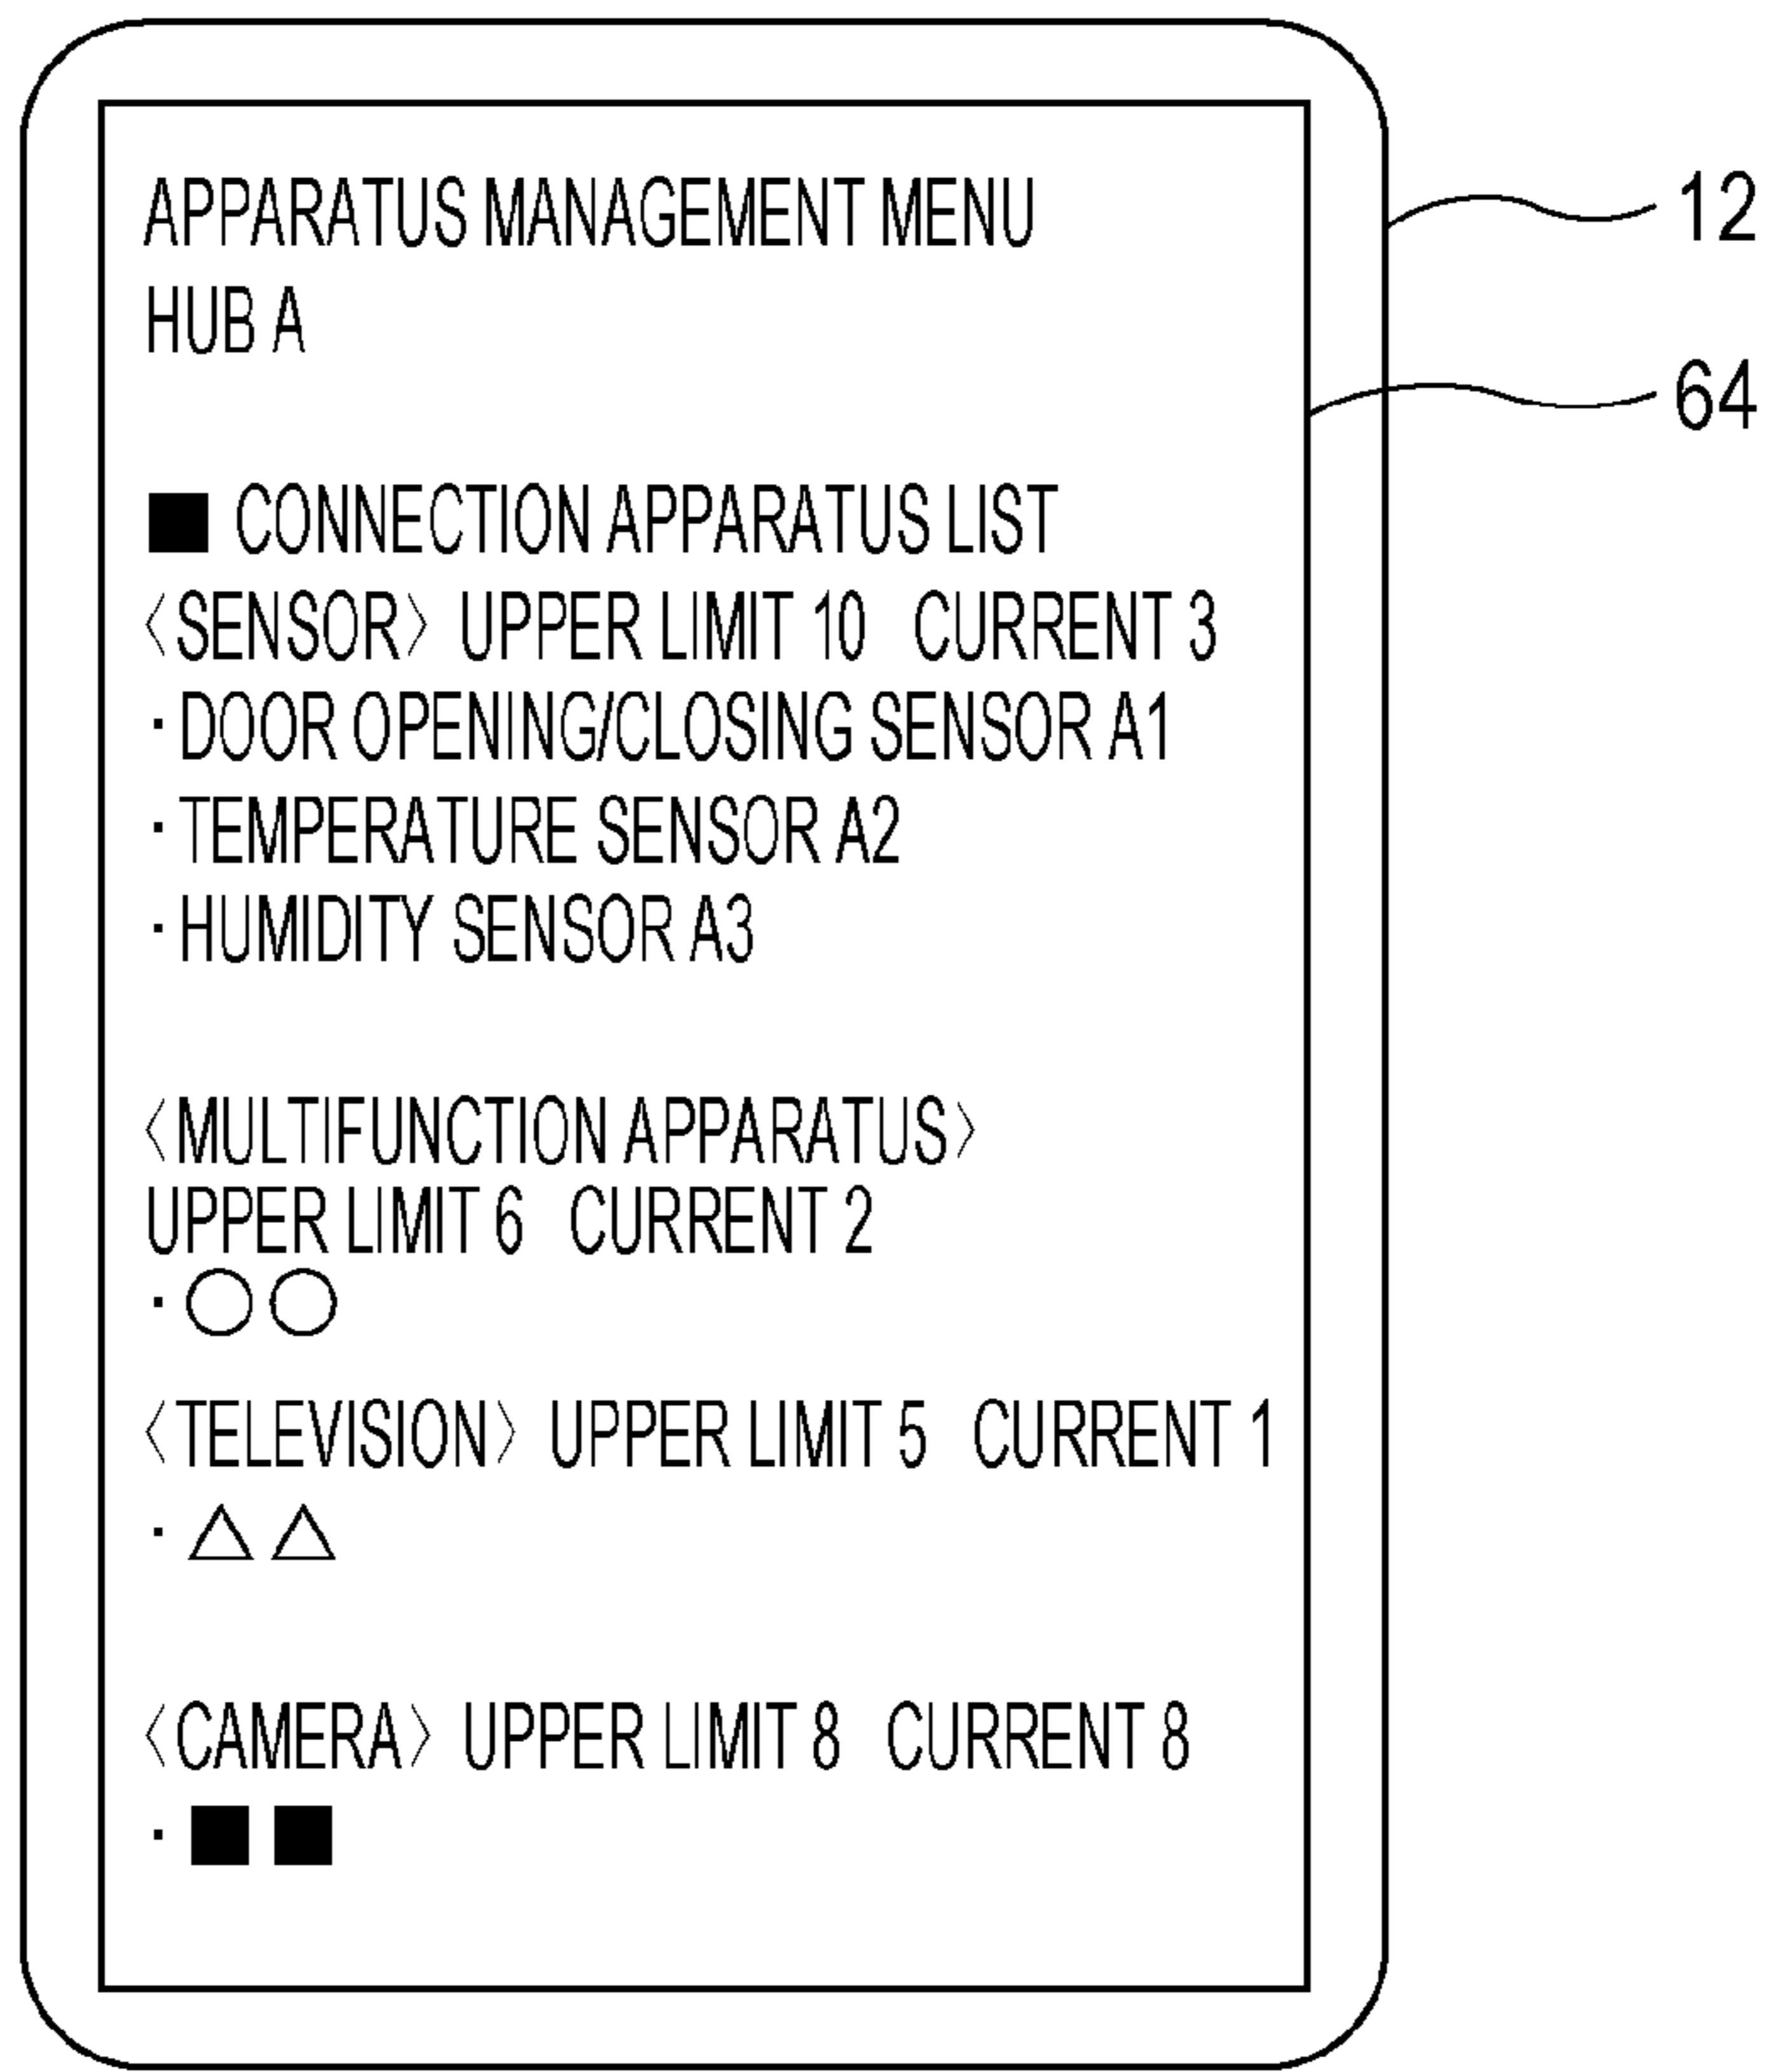 APPARATUS MANAGEMENT MENU
HUB A
12
64
■ CONNECTION APPARATUS LIST
〈SENSOR〉 UPPER LIMIT 10 CURRENT 3
・DOOR OPENING/CLOSING SENSOR A1
・TEMPERATURE SENSOR A2
・HUMIDITY SENSOR A3
〈MULTIFUNCTION APPARATUS〉
UPPER LIMIT 6 CURRENT 2
・○○
〈TELEVISION〉 UPPER LIMIT 5 CURRENT 1
・△△
〈CAMERA〉 UPPER LIMIT 8 CURRENT 8
・■■